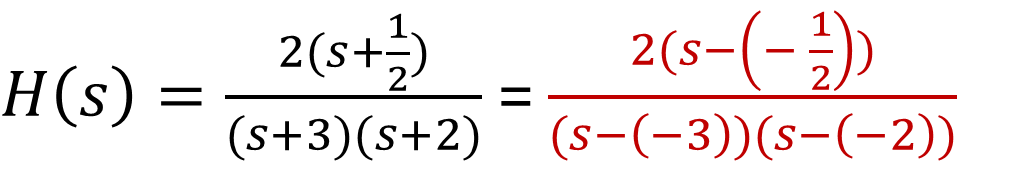 H(s) = 2(s+1/2) / (s+3)(s+2) = 2(s−(−1/2)) / (s−(−3))(s−(−2))